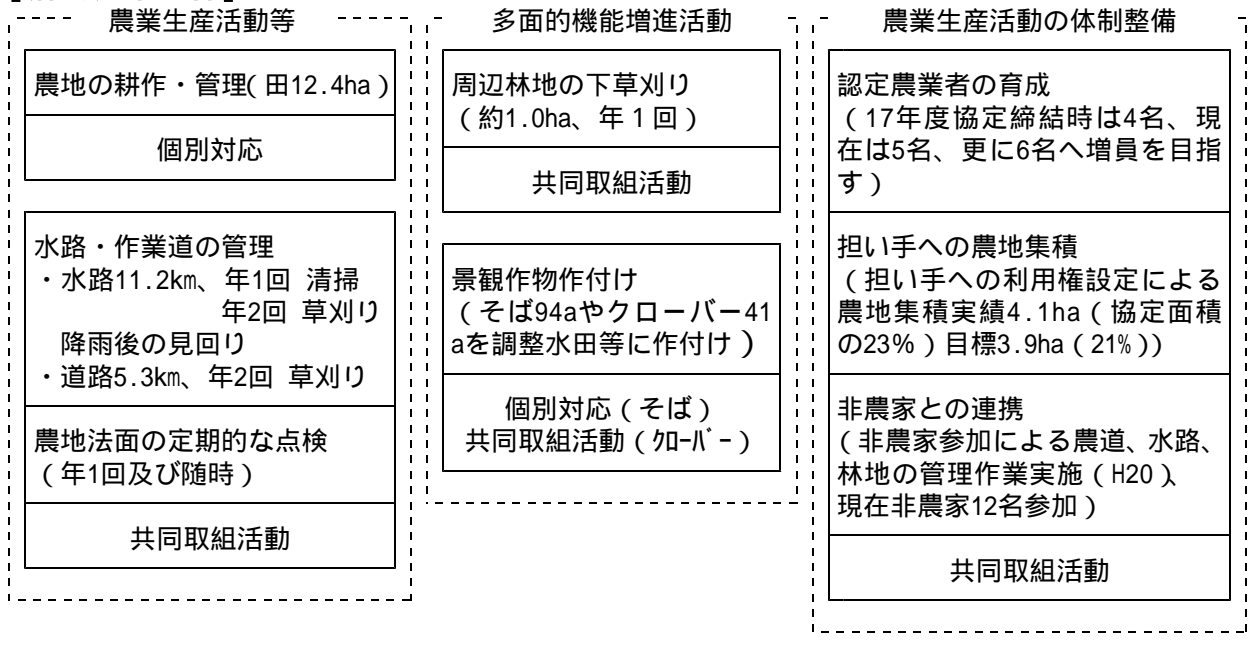 農業生産活動等
農地の耕作・管理(田12.4ha)
個別対応
水路・作業道の管理
・水路11.2km、年1回 清掃
年2回 草刈り
降雨後の見回り
・道路5.3km、年2回 草刈り
農地法面の定期的な点検
(年1回及び随時)
共同取組活動
多面的機能増進活動
周辺林地の下草刈り
(約1.0ha、年1回)
共同取組活動
景観作物作付け
(そば94aやクローバー41
aを調整水田等に作付け)
個別対応(そば)
共同取組活動(クローバー)
農業生産活動の体制整備
認定農業者の育成
(17年度協定締結時は4名、現
在は5名、更に6名へ増員を目指
す)
担い手への農地集積
(担い手への利用権設定による
農地集積実績4.1ha(協定面積
の23%)目標3.9ha(21%))
非農家との連携
(非農家参加による農道、水路、
林地の管理作業実施(H20)、
現在非農家12名参加)
共同取組活動